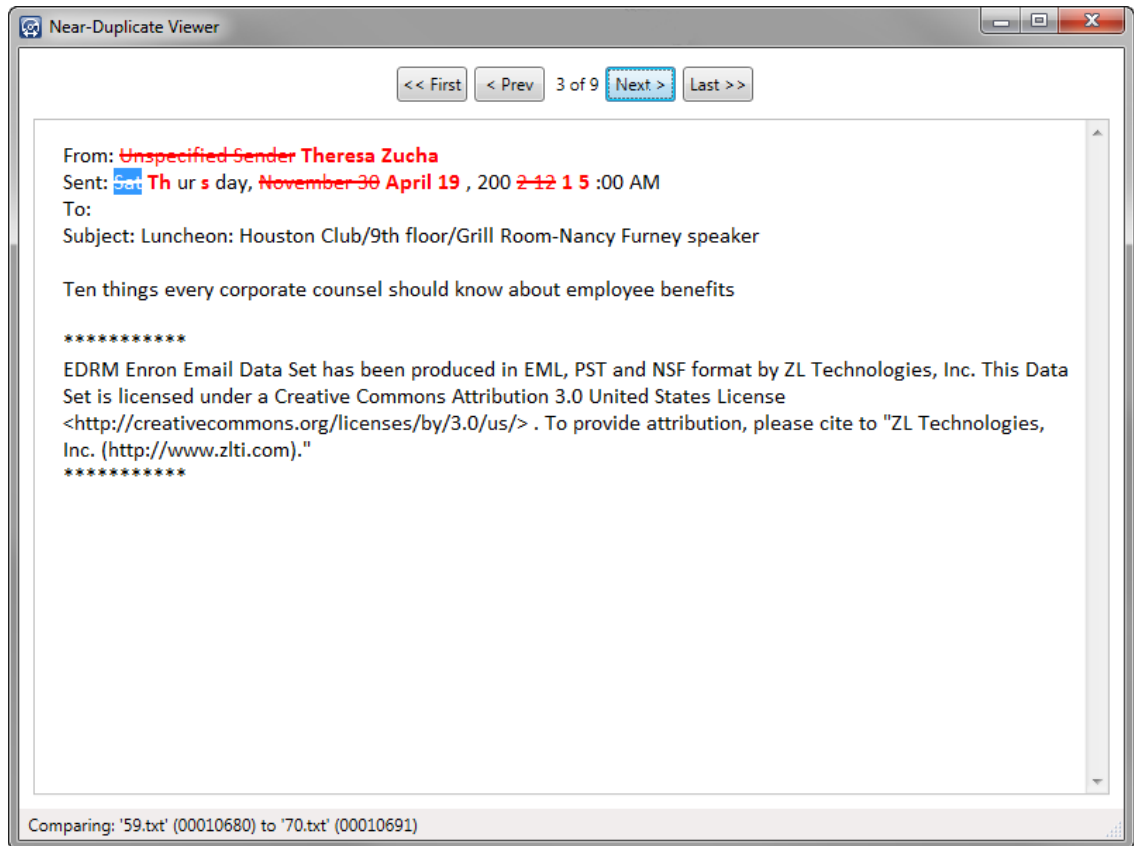 Near-Duplicate Viewer
<< First < Prev 3 of 9 Next > Last >>
From: Unspecified Sender Theresa Zucha
Sent: Sat Th ur s day, November 30 April 19 , 200 2 12 1 5 :00 AM
To:
Subject: Luncheon: Houston Club/9th floor/Grill Room-Nancy Furney speaker
Ten things every corporate counsel should know about employee benefits
***********
EDRM Enron Email Data Set has been produced in EML, PST and NSF format by ZL Technologies, Inc. This Data
Set is licensed under a Creative Commons Attribution 3.0 United States License
<http://creativecommons.org/licenses/by/3.0/us/> . To provide attribution, please cite to "ZL Technologies,
Inc. (http://www.zlti.com)."
***********
Comparing: '59.txt' (00010680) to '70.txt' (00010691)